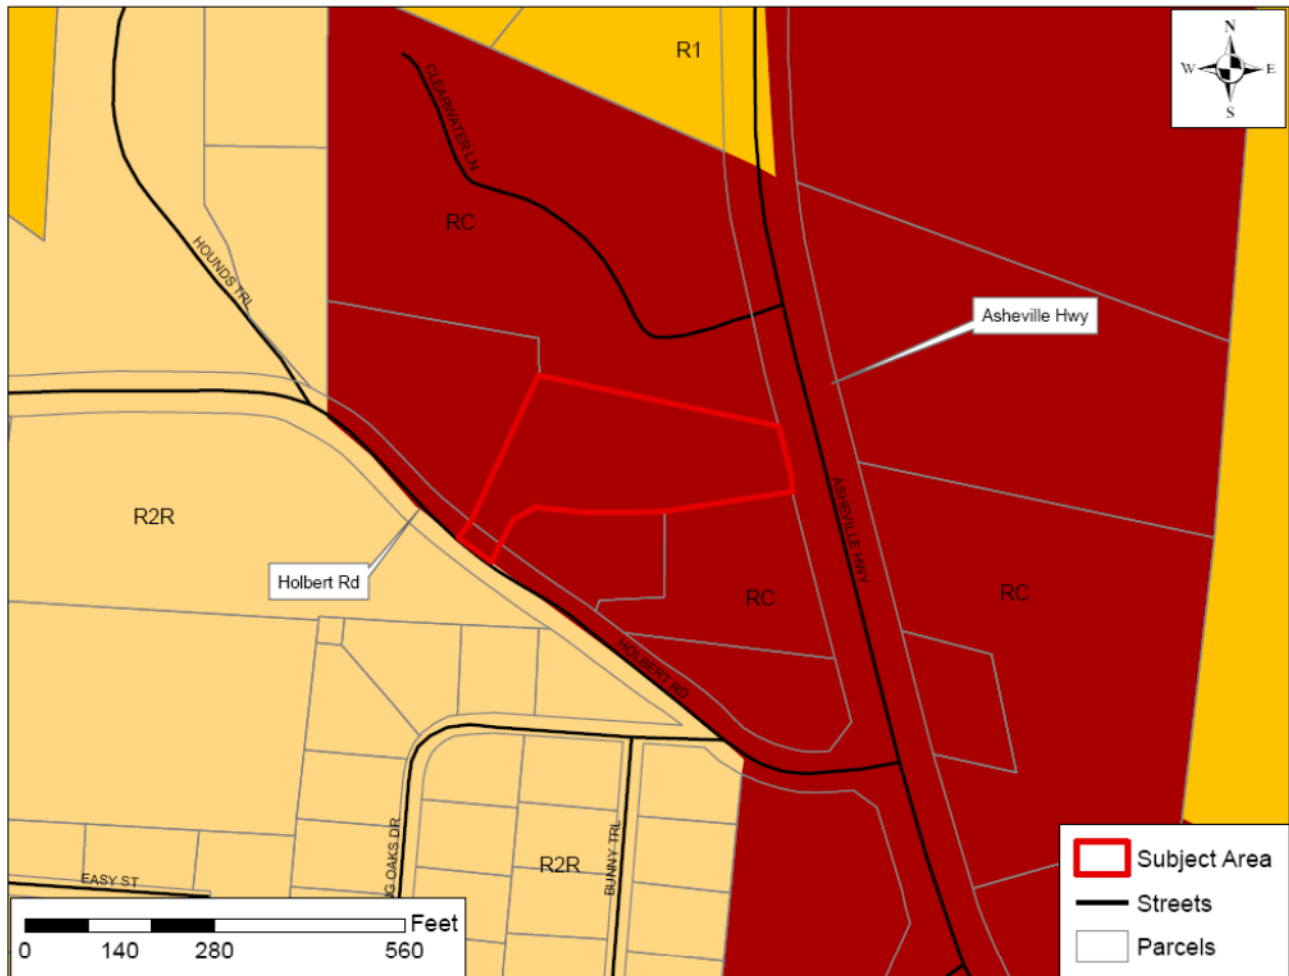 R1
N
W E
S
CLEARWATER LN
RC
HOUNDS TRL
Asheville Hwy
ASHEVILLE HWY
R2R
Holbert Rd
RC
RC
HOLBERT RD
R2R
OAKS DR
BUNNY TRL
EASY ST
Subject Area
Streets
Parcels
Feet
0 140 280 560